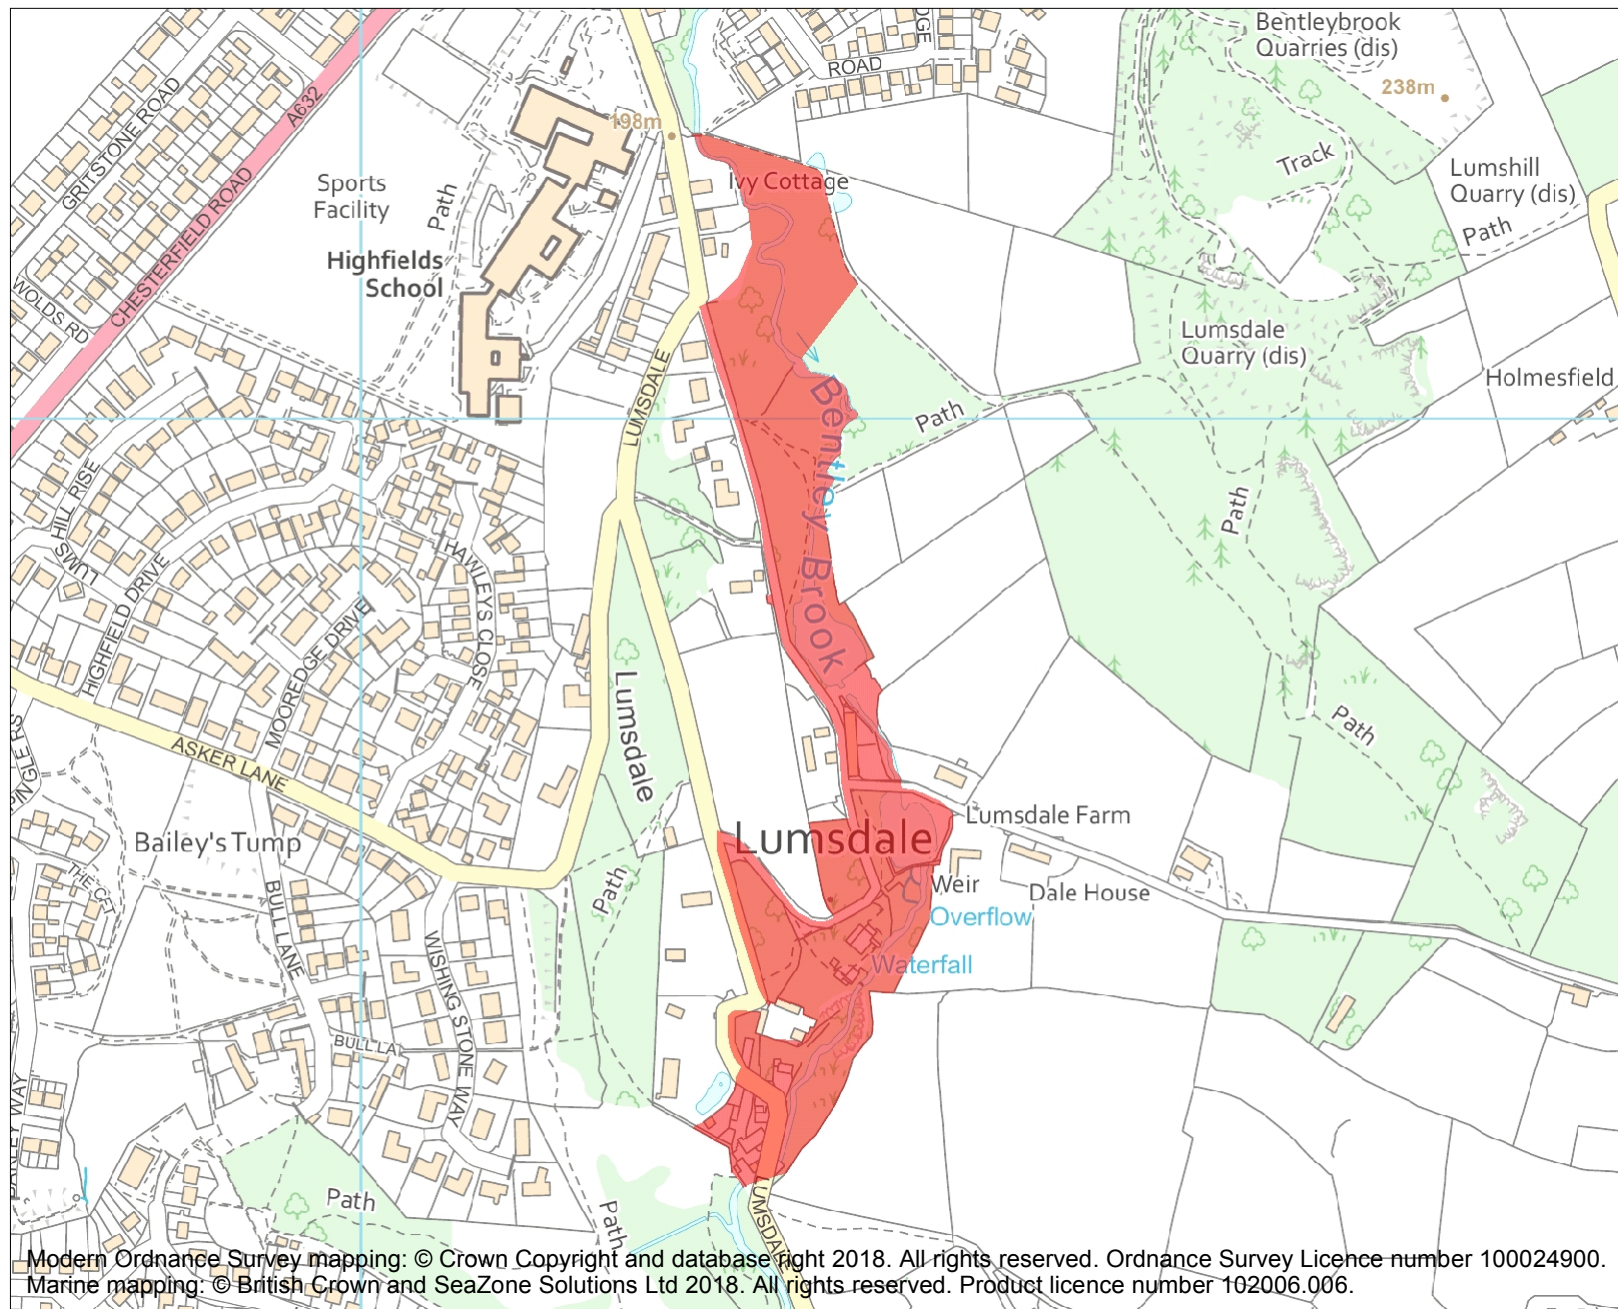 Bentleybrook
Quarries (dis)
ROAD
A632
238m
198m
GRITSTONE ROAD
Track
Lumshill
Quarry (dis)
Sports
Facility
Path
Ivy Cottage
Path
CHESTERFIELD ROAD
Highfields
School
WOLDS RD
Lumsdale
Quarry (dis)
LUMSDALE
Holmesfield
Bentley Brook
Path
LUMS HILL RISE
Path
HIGHFIELD DRIVE
HAWLEYS CLOSE
MOOREDGE DRIVE
Lumsdale
Path
ASKER LANE
Bailey's Tump
Lumsdale
Lumsdale Farm
THE CFT
Path
Weir
Dale House
BULL LANE
Overflow
WISHING STONE WAY
Waterfall
BULL LA
Path
Path
LUMSDALE
Modern Ordnance Survey mapping: © Crown Copyright and database right 2018. All rights reserved. Ordnance Survey Licence number 100024900.
Marine mapping: © British Crown and SeaZone Solutions Ltd 2018. All rights reserved. Product licence number 102006.006.